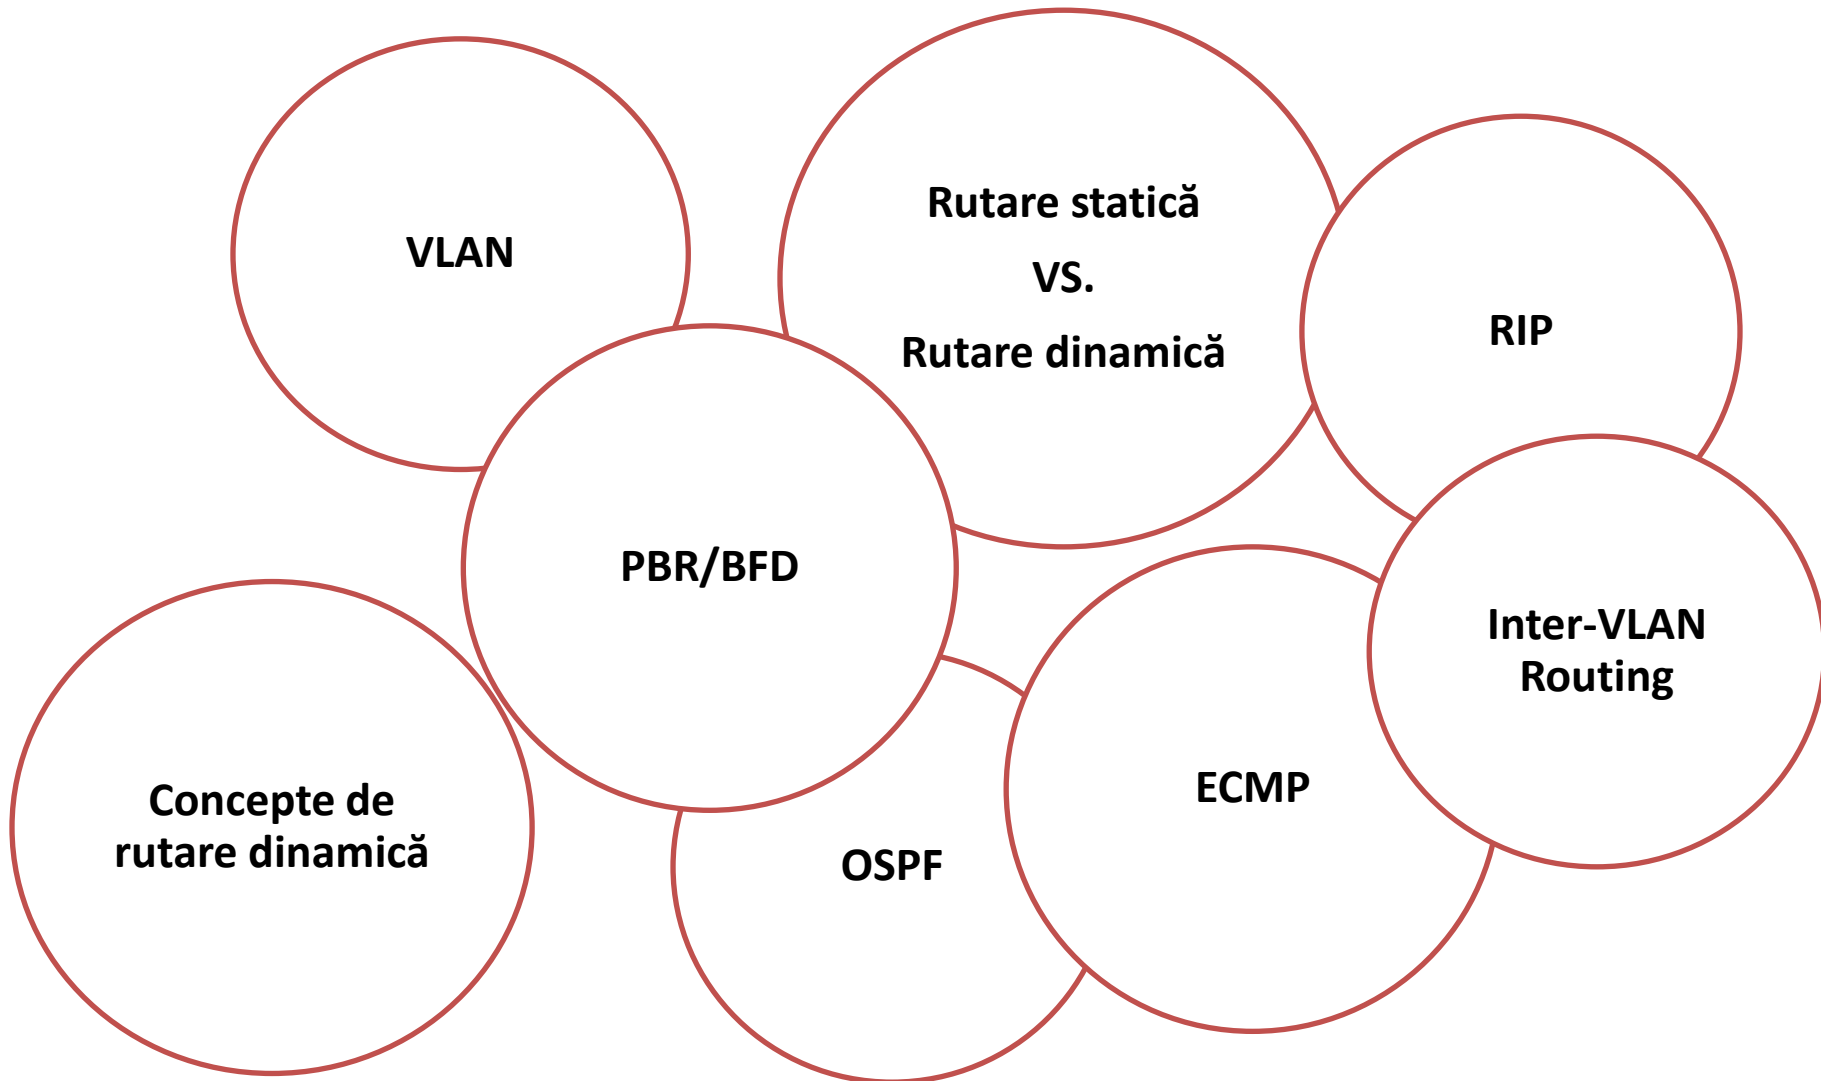 VLAN
Rutare statică
VS.
Rutare dinamică
RIP
PBR/BFD
Inter-VLAN
Routing
Concepte de
rutare dinamică
OSPF
ECMP